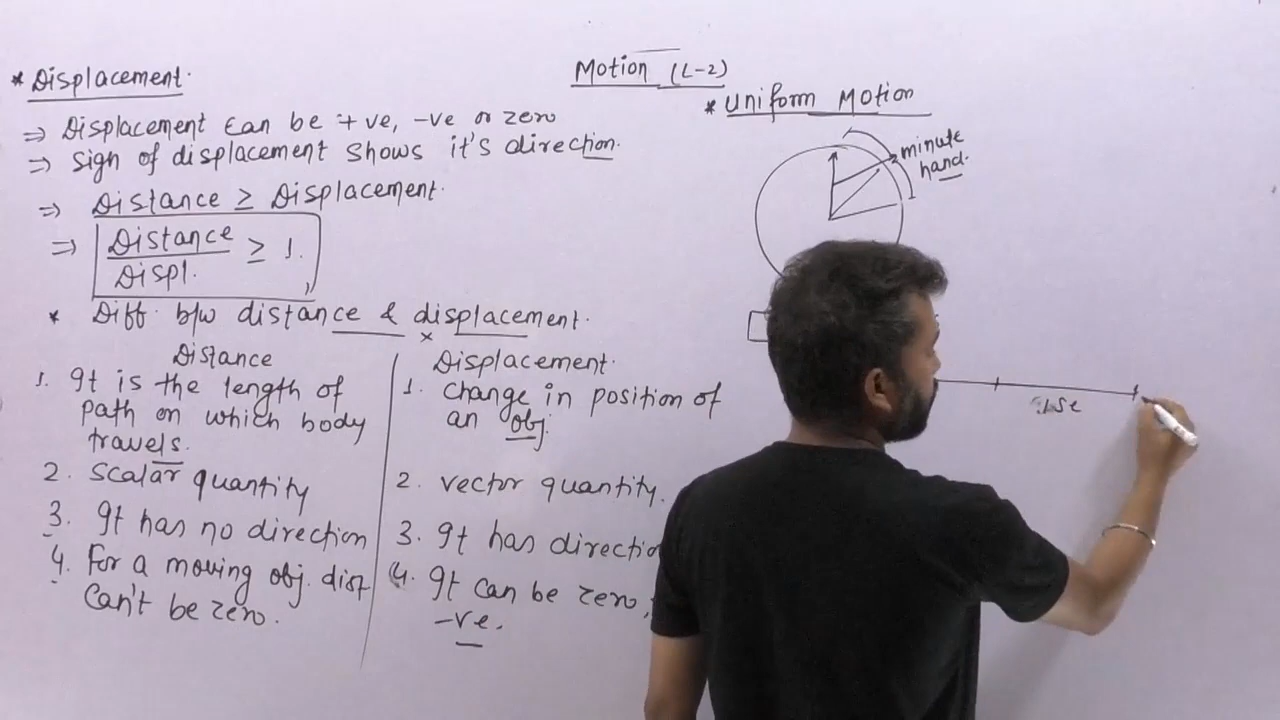 Motion (L-2)
* Displacement.
⇒ Displacement can be +ve, -ve or zero
⇒ Sign of displacement shows it's direction.
⇒ Distance ≥ Displacement.
⇒ Distance / Displ. ≥ 1.
* Diff. b/w distance & displacement.
Distance
1. It is the length of
path on which body
travels.
2. Scalar quantity
3. It has no direction
4. For a moving obj. dist
can't be zero.
Displacement.
1. Change in position of
an obj.
2. Vector quantity.
3. It has directio
4. It can be zero,
-ve.
* Uniform Motion
minute
hand.